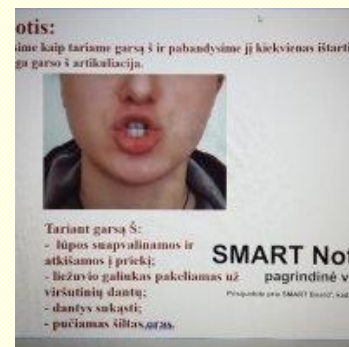 otis:
sime kaip tariame garsą š ir pabandysime jį kiekvienas ištarti
ga garso š artikuliacija.
Tariant garsą Š:
- lūpos suapvalinamos ir
atkišamos į priekį;
- liežuvio galiukas pakeliamas už
viršutinių dantų;
- dantys sukąsti;
- pučiamas šiltas oras.
SMART Not
pagrindinė v